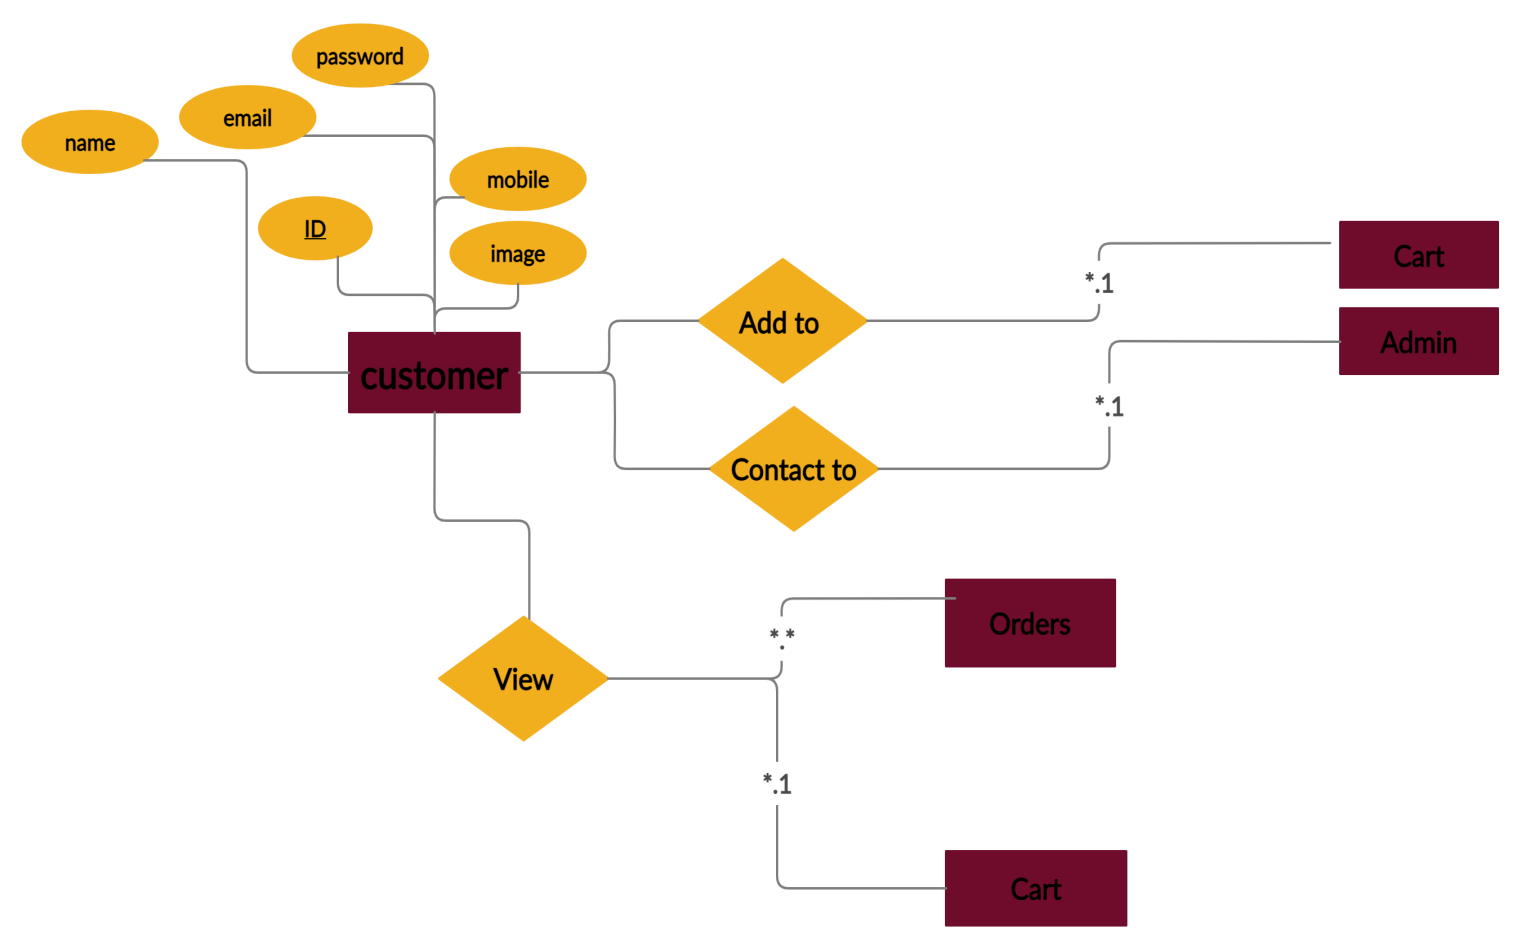 password
email
name
mobile
ID
image
Cart
*.1
Add to
Admin
customer
*.1
Contact to
Orders
*.*
View
*.1
Cart